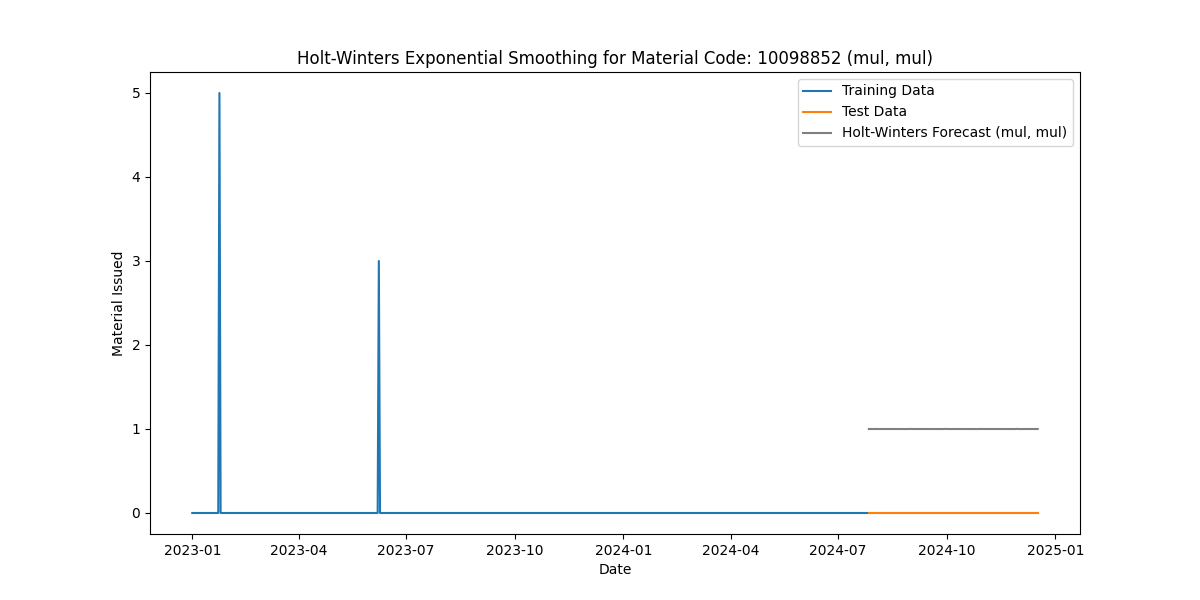 Holt-Winters Exponential Smoothing for Material Code: 10098852 (mul, mul)
Training Data
Test Data
Holt-Winters Forecast (mul, mul)
Material Issued
5
4
3
2
1
0
2023-01 2023-04 2023-07 2023-10 2024-01 2024-04 2024-07 2024-10 2025-01
Date